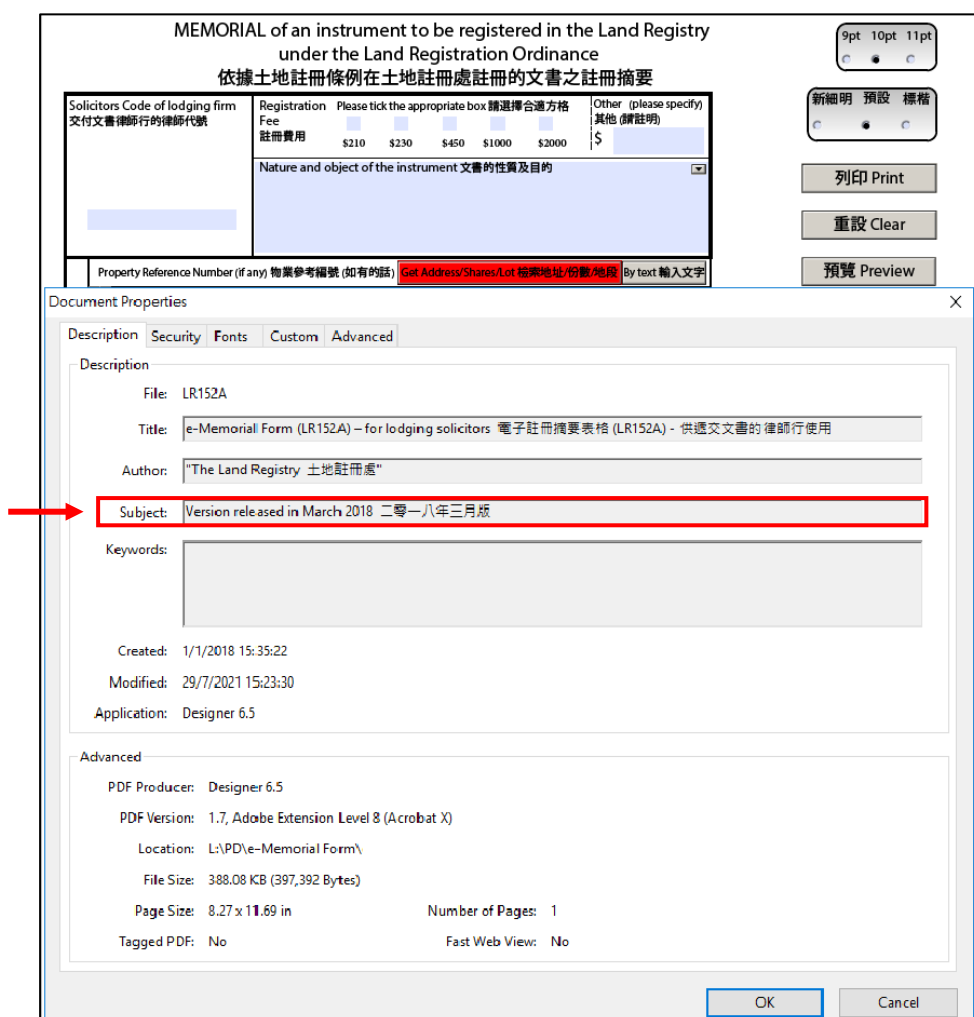 MEMORIAL of an instrument to be registered in the Land Registry
under the Land Registration Ordinance
依據土地註冊條例在土地註冊處註冊的文書之註冊摘要
9pt 10pt 11pt
新細明 預設 標楷
Solicitors Code of lodging firm
交付文書律師行的律師代號
Registration Fee
註冊費用
Please tick the appropriate box 請選擇合適方格
$210 $230 $450 $1000 $2000
Other (please specify)
其他 (請註明)
$
Nature and object of the instrument 文書的性質及目的
列印 Print
重設 Clear
預覽 Preview
Property Reference Number (if any) 物業參考編號 (如有的話) Get Address/Shares/Lot 檢索地址/份數/地段 By text 輸入文字
Document Properties X
Description Security Fonts Custom Advanced
Description
File: LR152A
Title: e-Memorial Form (LR152A) – for lodging solicitors 電子註冊摘要表格 (LR152A) - 供遞交文書的律師行使用
Author: "The Land Registry 土地註冊處"
Subject: Version released in March 2018 二零一八年三月版
Keywords:
Created: 1/1/2018 15:35:22
Modified: 29/7/2021 15:23:30
Application: Designer 6.5
Advanced
PDF Producer: Designer 6.5
PDF Version: 1.7, Adobe Extension Level 8 (Acrobat X)
Location: L:\PD\e-Memorial Form\
File Size: 388.08 KB (397,392 Bytes)
Page Size: 8.27 x 11.69 in Number of Pages: 1
Tagged PDF: No Fast Web View: No
OK Cancel